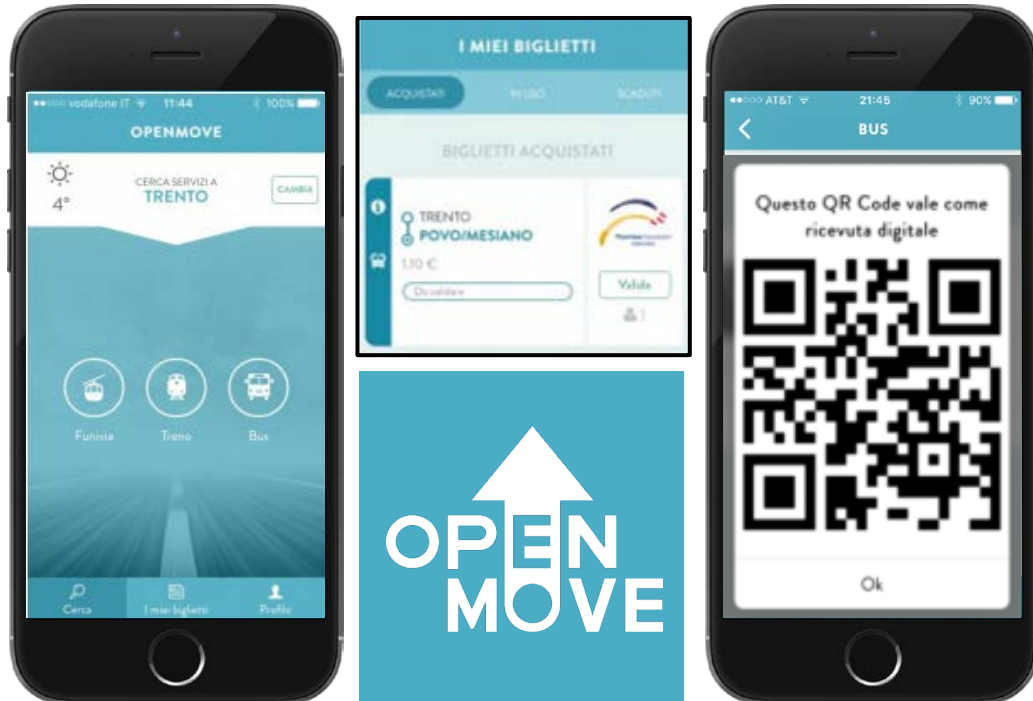 vodafone IT 11:44 100%
OPENMOVE
CERCA SERVIZI A
TRENTO
CAMBIA
4°
Funivia Treno Bus
Cerca I miei biglietti Profilo
I MIEI BIGLIETTI
ACQUISTATI IN USO SCADUTI
BIGLIETTI ACQUISTATI
TRENTO
POVO/MESIANO
1.10 €
Da validare
Valida
1
OPEN
MOVE
AT&T 21:45 90%
BUS
Questo QR Code vale come
ricevuta digitale
Ok